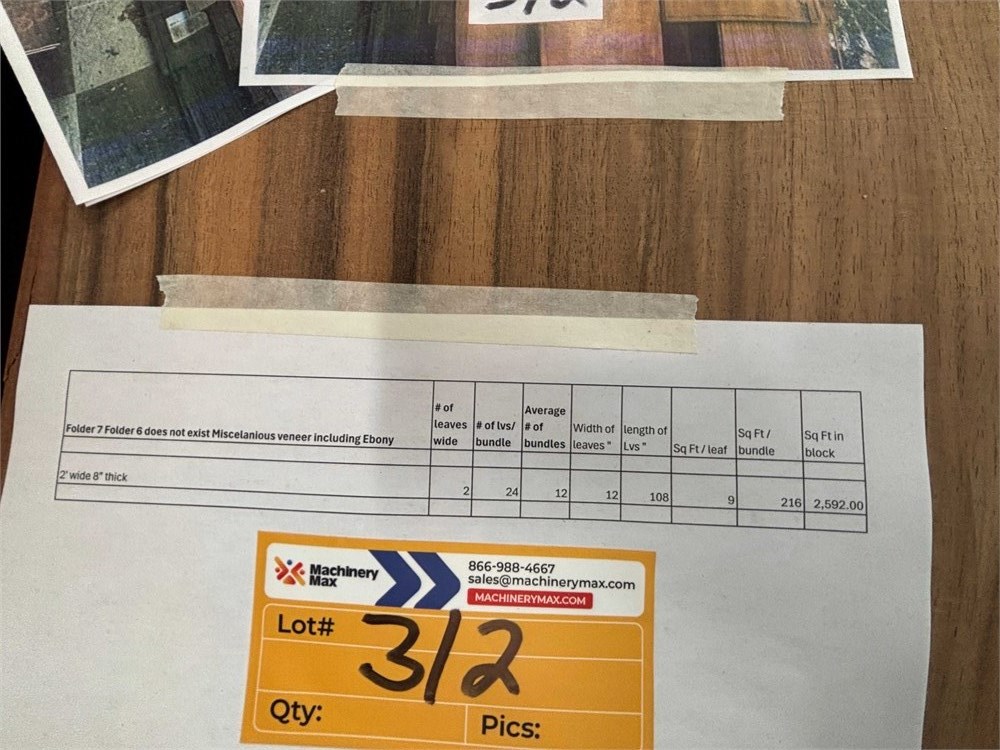 312
Folder 7 Folder 6 does not exist Miscelanious veneer including Ebony
# of leaves wide
# of lvs/ bundle
Average # of bundles
Width of leaves "
length of Lvs "
Sq Ft / leaf
Sq Ft / bundle
Sq Ft in block
2' wide 8" thick 2 24 12 12 108 9 216 2,592.00
Machinery Max
866-988-4667
sales@machinerymax.com
MACHINERYMAX.COM
Lot# 312
Qty:
Pics: